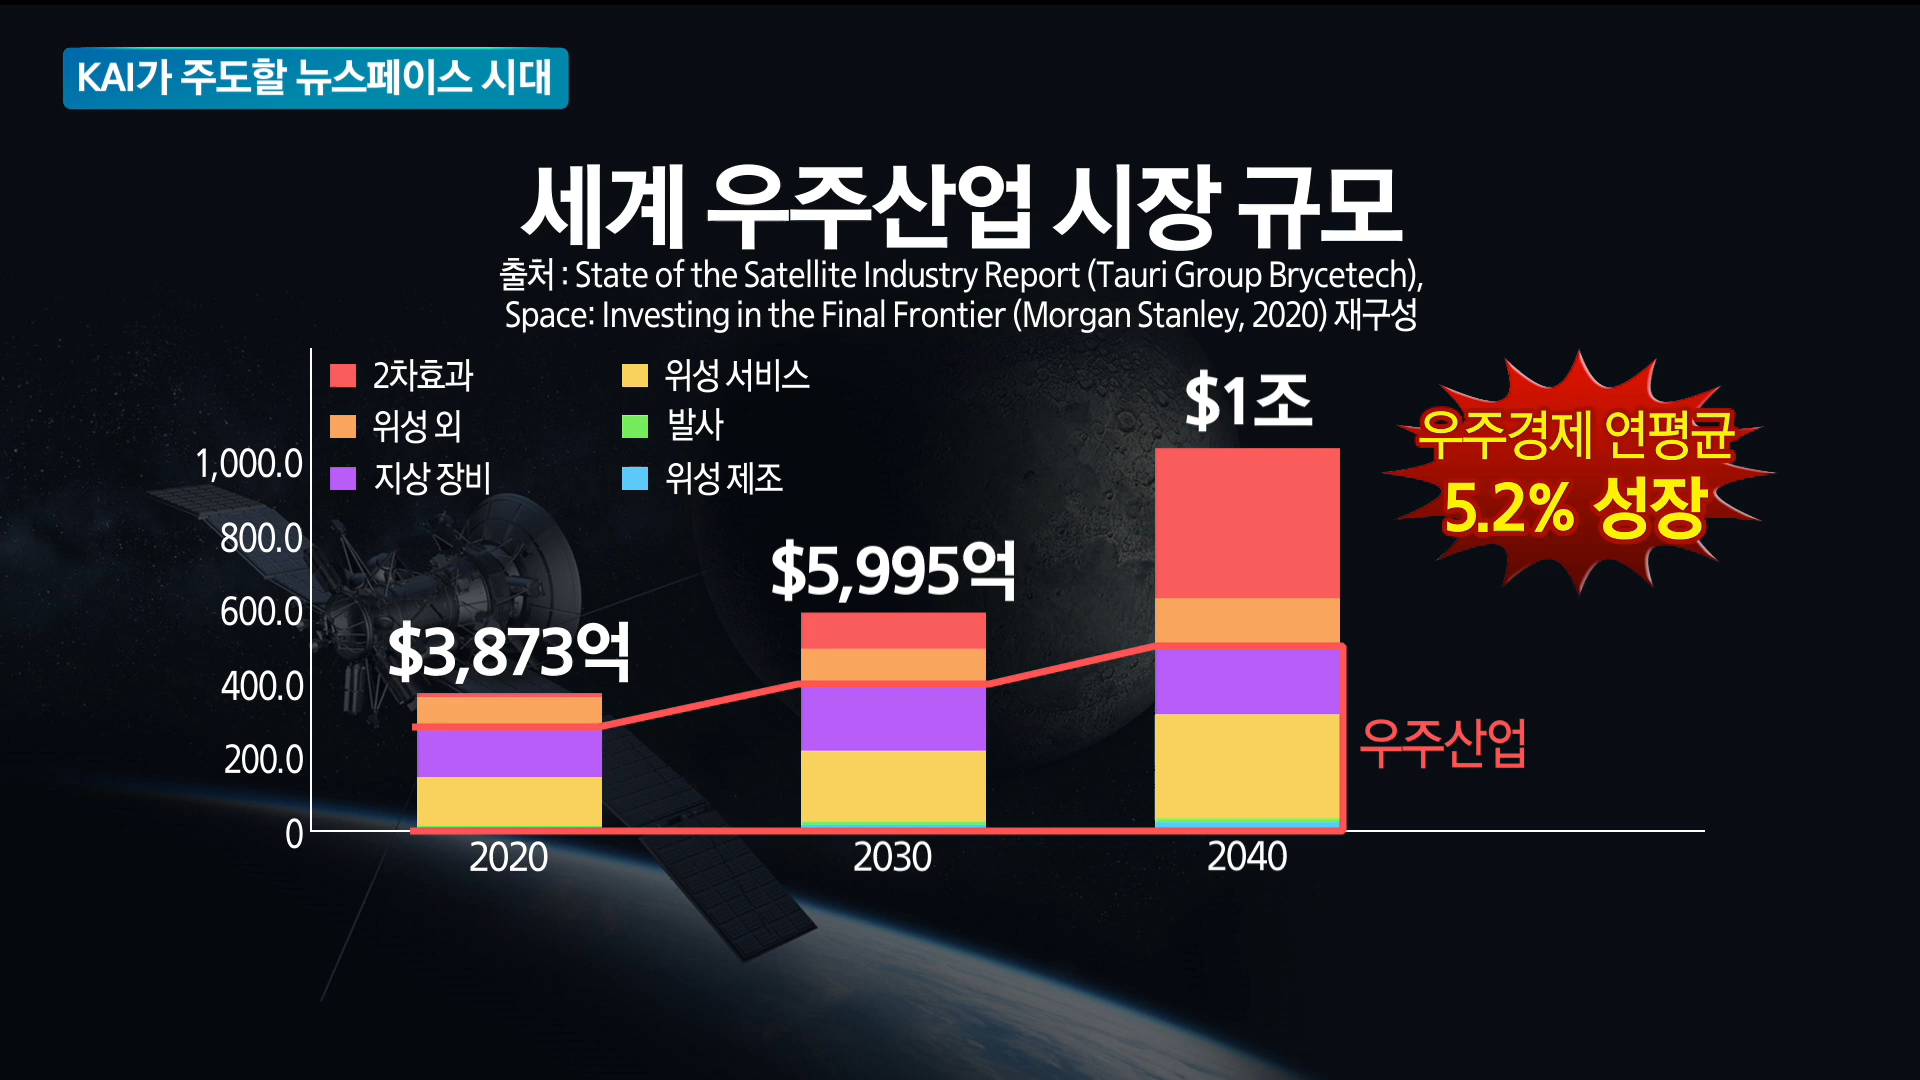 KAI가 주도할 뉴스페이스 시대
세계 우주산업 시장 규모
출처 : State of the Satellite Industry Report (Tauri Group Brycetech),
Space: Investing in the Final Frontier (Morgan Stanley, 2020) 재구성
2차효과
위성 서비스
위성 외
발사
지상 장비
위성 제조
1,000.0
800.0
600.0
400.0
200.0
0
$3,873억
$5,995억
$1조
2020
2030
2040
우주경제 연평균
5.2% 성장
우주산업